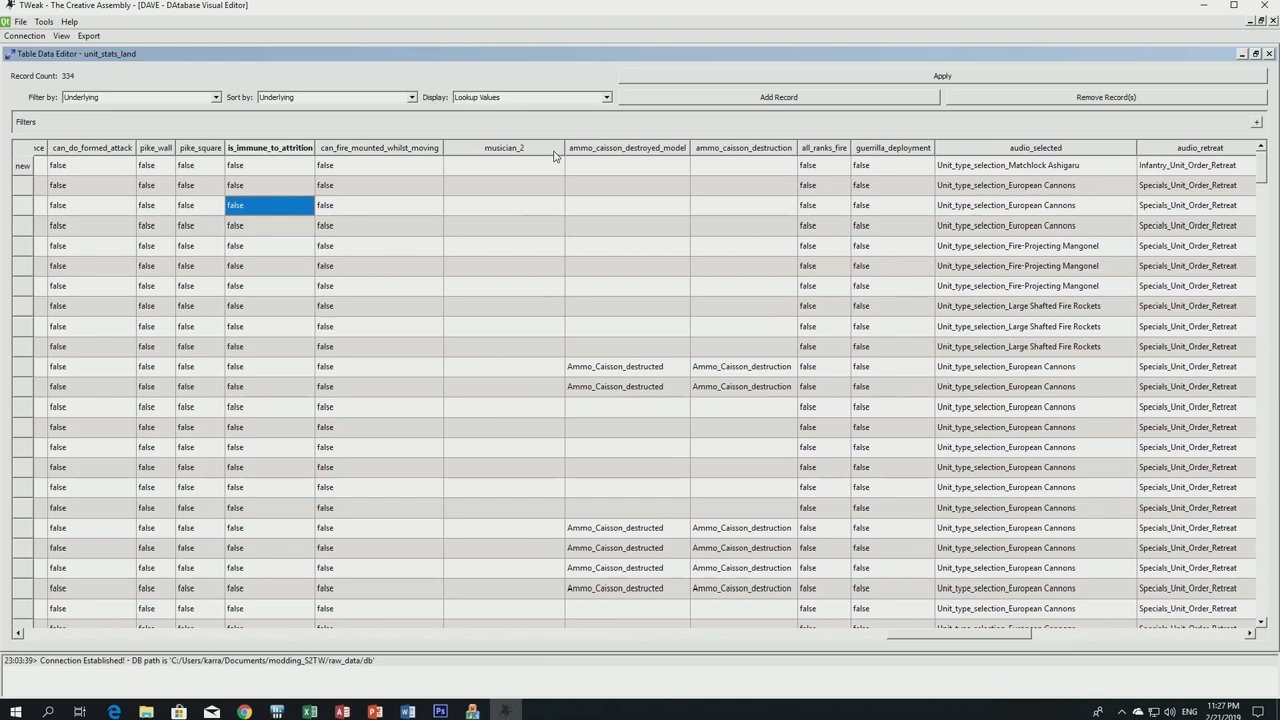 TWeak - The Creative Assembly - [DAVE - DAtabase Visual Editor]
File Tools Help
Connection View Export
Table Data Editor - unit_stats_land
Record Count: 334 Apply
Filter by: Underlying Sort by: Underlying Display: Lookup Values Add Record Remove Record(s)
Filters +
ce can_do_formed_attack pike_wall pike_square is_immune_to_attrition can_fire_mounted_whilst_moving musician_2 ammo_caisson_destroyed_model ammo_caisson_destruction all_ranks_fire guerrilla_deployment audio_selected audio_retreat
new false false false false false false false Unit_type_selection_Matchlock Ashigaru Infantry_Unit_Order_Retreat
false false false false false false false Unit_type_selection_European Cannons Specials_Unit_Order_Retreat
false false false false false false false Unit_type_selection_European Cannons Specials_Unit_Order_Retreat
false false false false false false false Unit_type_selection_European Cannons Specials_Unit_Order_Retreat
false false false false false false false Unit_type_selection_Fire-Projecting Mangonel Specials_Unit_Order_Retreat
false false false false false false false Unit_type_selection_Fire-Projecting Mangonel Specials_Unit_Order_Retreat
false false false false false false false Unit_type_selection_Fire-Projecting Mangonel Specials_Unit_Order_Retreat
false false false false false false false Unit_type_selection_Large Shafted Fire Rockets Specials_Unit_Order_Retreat
false false false false false false false Unit_type_selection_Large Shafted Fire Rockets Specials_Unit_Order_Retreat
false false false false false false false Unit_type_selection_Large Shafted Fire Rockets Specials_Unit_Order_Retreat
false false false false false Ammo_Caisson_destructed Ammo_Caisson_destruction false false Unit_type_selection_European Cannons Specials_Unit_Order_Retreat
false false false false false Ammo_Caisson_destructed Ammo_Caisson_destruction false false Unit_type_selection_European Cannons Specials_Unit_Order_Retreat
false false false false false false false Unit_type_selection_European Cannons Specials_Unit_Order_Retreat
false false false false false false false Unit_type_selection_European Cannons Specials_Unit_Order_Retreat
false false false false false false false Unit_type_selection_European Cannons Specials_Unit_Order_Retreat
false false false false false false false Unit_type_selection_European Cannons Specials_Unit_Order_Retreat
false false false false false false false Unit_type_selection_European Cannons Specials_Unit_Order_Retreat
false false false false false false false Unit_type_selection_European Cannons Specials_Unit_Order_Retreat
false false false false false Ammo_Caisson_destructed Ammo_Caisson_destruction false false Unit_type_selection_European Cannons Specials_Unit_Order_Retreat
false false false false false Ammo_Caisson_destructed Ammo_Caisson_destruction false false Unit_type_selection_European Cannons Specials_Unit_Order_Retreat
false false false false false Ammo_Caisson_destructed Ammo_Caisson_destruction false false Unit_type_selection_European Cannons Specials_Unit_Order_Retreat
false false false false false Ammo_Caisson_destructed Ammo_Caisson_destruction false false Unit_type_selection_European Cannons Specials_Unit_Order_Retreat
false false false false false false false Unit_type_selection_European Cannons Specials_Unit_Order_Retreat
23:03:39> Connection Established! - DB path is 'C:/Users/karra/Documents/modding_S2TW/raw_data/db'
ENG 11:27 PM
2/21/2019